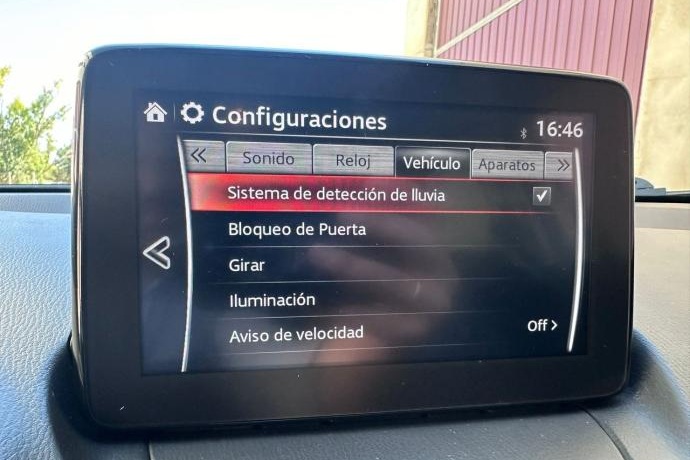 Configuraciones
16:46
Sonido Reloj Vehículo Aparatos
Sistema de detección de lluvia
Bloqueo de Puerta
Girar
Iluminación
Aviso de velocidad Off